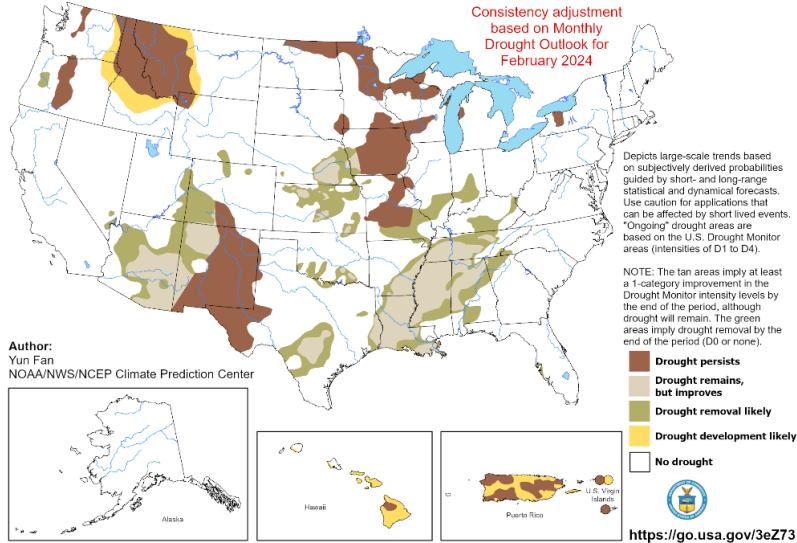 Consistency adjustment
based on Monthly
Drought Outlook for
February 2024
Depicts large-scale trends based
on subjectively derived probabilities
guided by short- and long-range
statistical and dynamical forecasts.
Use caution for applications that
can be affected by short lived events.
"Ongoing" drought areas are
based on the U.S. Drought Monitor
areas (intensities of D1 to D4).
NOTE: The tan areas imply at least
a 1-category improvement in the
Drought Monitor intensity levels by
the end of the period, although
drought will remain. The green
areas imply drought removal by the
end of the period (D0 or none).
Author:
Yun Fan
NOAA/NWS/NCEP Climate Prediction Center
Drought persists
Drought remains,
but improves
Drought removal likely
Drought development likely
No drought
Alaska
Hawaii
Puerto Rico
U.S. Virgin
Islands
https://go.usa.gov/3eZ73